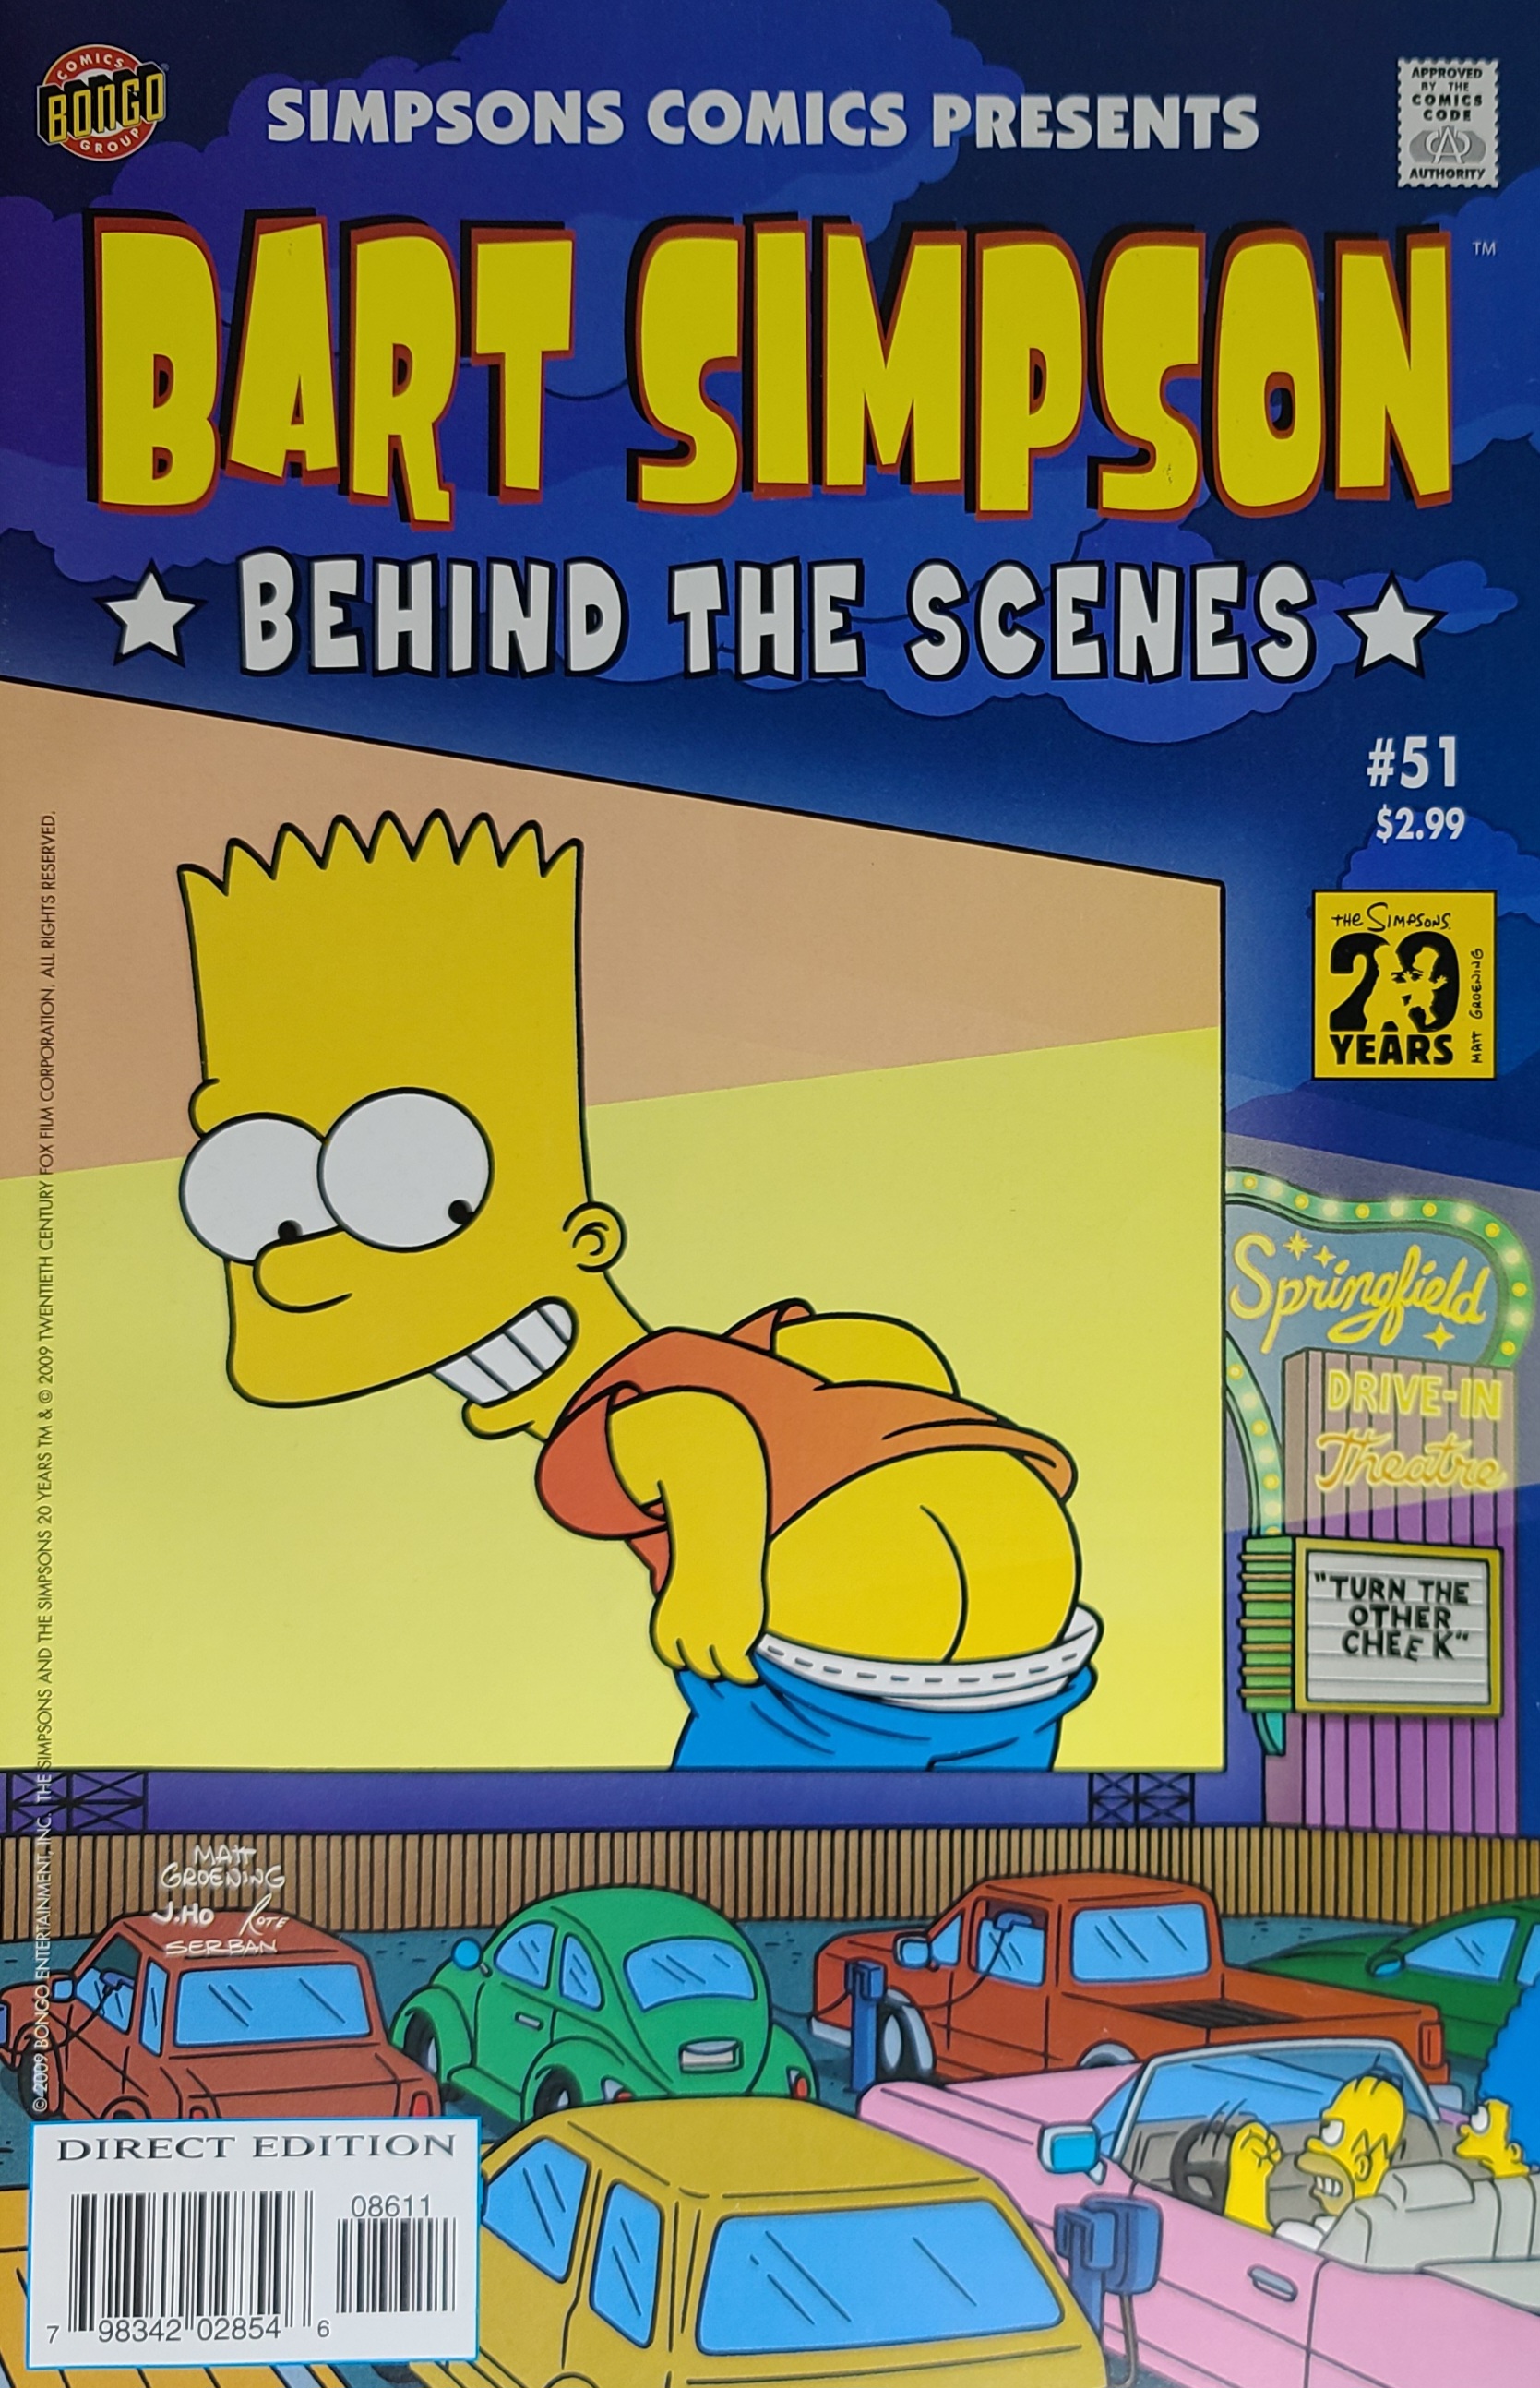 COMICS
BONGO
GROUP
SIMPSONS COMICS PRESENTS
APPROVED
BY THE
COMICS
CODE
CA
AUTHORITY
BART SIMPSON
TM
BEHIND THE SCENES
#51
$2.99
THE SIMPSONS
20
YEARS
MATT GROENING
Springfield
DRIVE-IN
Theatre
"TURN THE
OTHER
CHEEK"
© 2009 BONGO ENTERTAINMENT, INC. THE SIMPSONS AND THE SIMPSONS 20 YEARS TM & © 2009 TWENTIETH CENTURY FOX FILM CORPORATION. ALL RIGHTS RESERVED.
MATT
GROENING
J.HO ROTE
SERBAN
DIRECT EDITION
08611
7 98342 02854 6